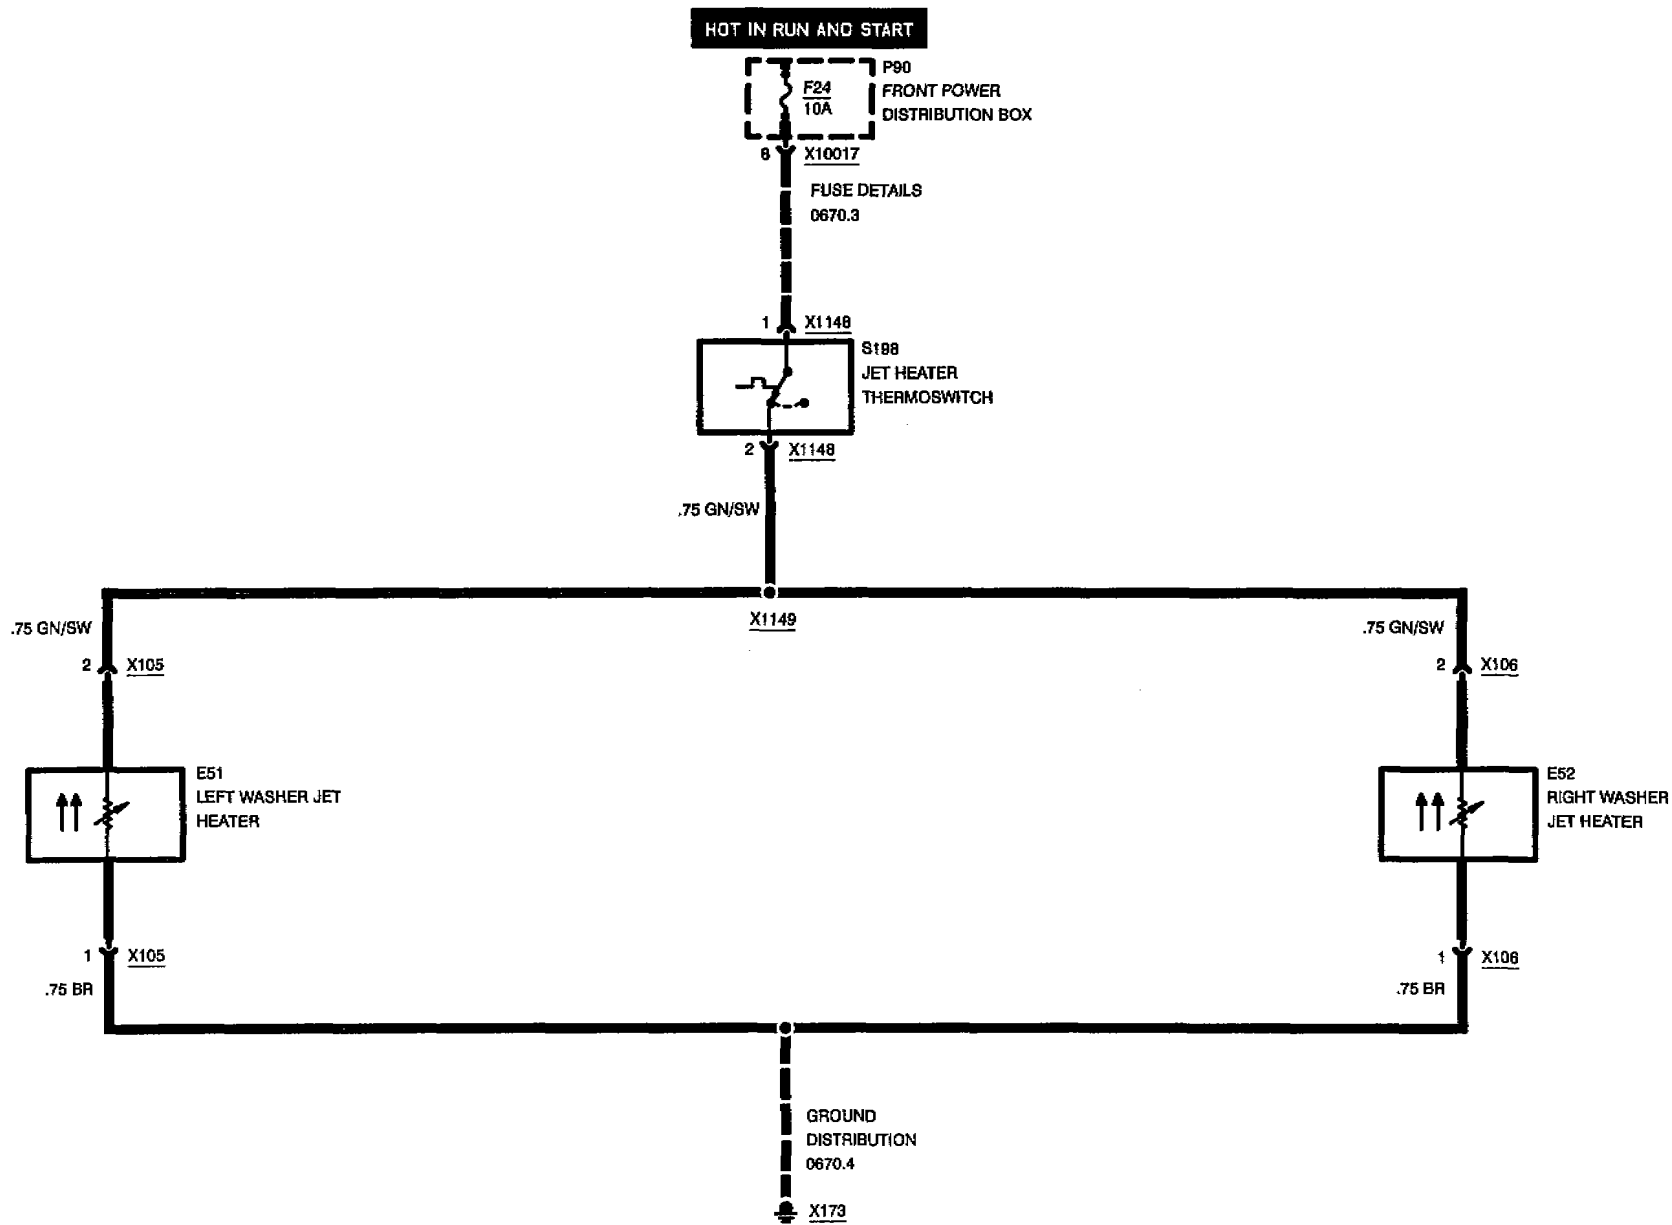 HOT IN RUN AND START
P90
FRONT POWER
DISTRIBUTION BOX
F24
10A
8 X10017
FUSE DETAILS
0670.3
1 X1148
S198
JET HEATER
THERMOSWITCH
2 X1148
.75 GN/SW
X1149
.75 GN/SW
.75 GN/SW
2 X105
2 X106
E51
LEFT WASHER JET
HEATER
E52
RIGHT WASHER
JET HEATER
1 X105
1 X106
.75 BR
.75 BR
GROUND
DISTRIBUTION
0670.4
X173